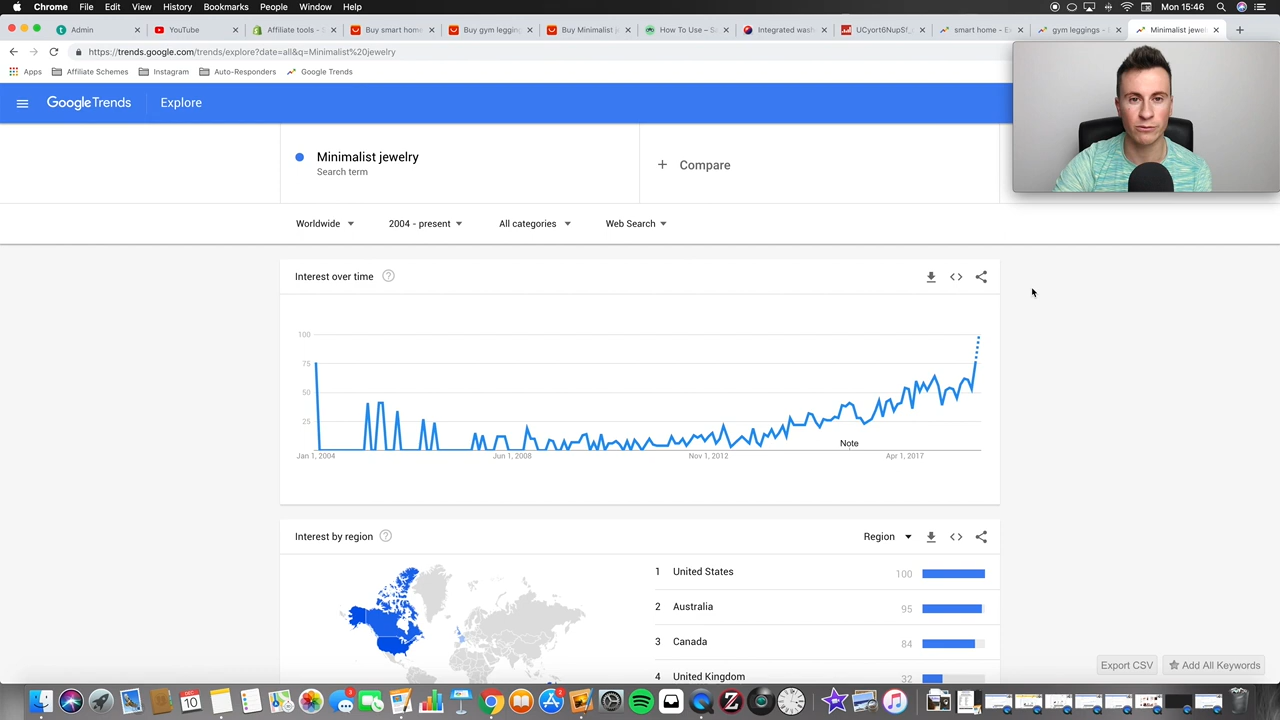 Chrome File Edit View History Bookmarks People Window Help Mon 15:46
Admin YouTube Affiliate tools - S Buy smart home Buy gym legging Buy Minimalist j How To Use – S Integrated wash UCyort6NupSf smart home - E gym leggings - Minimalist jewel
https://trends.google.com/trends/explore?date=all&q=Minimalist%20jewelry
Apps Affiliate Schemes Instagram Auto-Responders Google Trends
Google Trends Explore
Minimalist jewelry
Search term
+ Compare
Worldwide 2004 - present All categories Web Search
Interest over time ?
100
75
50
25
Note
Jan 1, 2004 Jun 1, 2008 Nov 1, 2012 Apr 1, 2017
Interest by region ? Region
1 United States 100
2 Australia 95
3 Canada 84
4 United Kingdom 32
Export CSV Add All Keywords